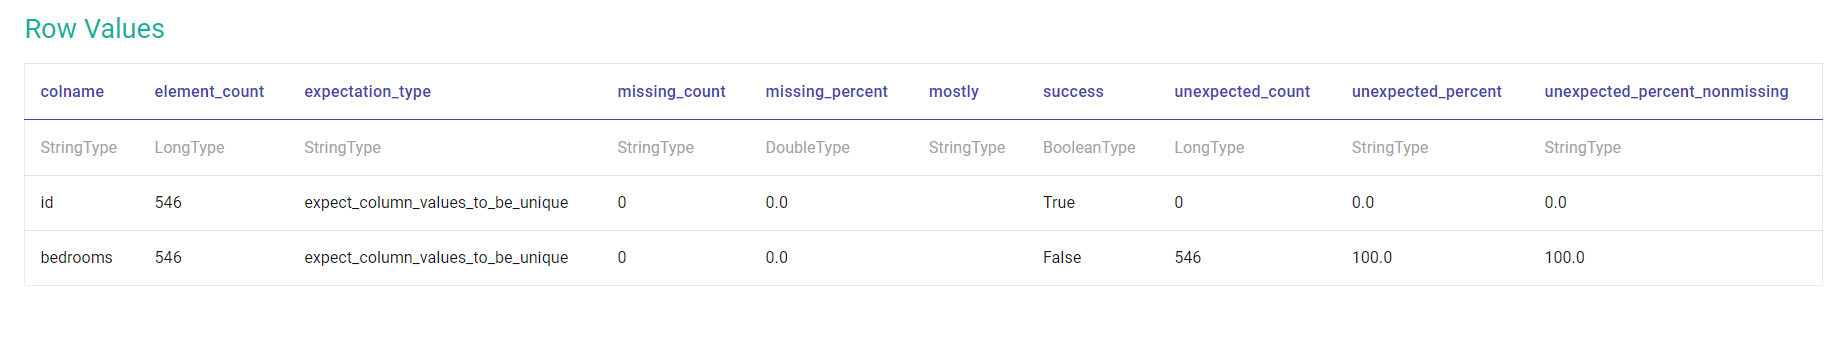 Row Values
colname element_count expectation_type missing_count missing_percent mostly success unexpected_count unexpected_percent unexpected_percent_nonmissing
StringType LongType StringType StringType DoubleType StringType BooleanType LongType StringType StringType
id 546 expect_column_values_to_be_unique 0 0.0 True 0 0.0 0.0
bedrooms 546 expect_column_values_to_be_unique 0 0.0 False 546 100.0 100.0